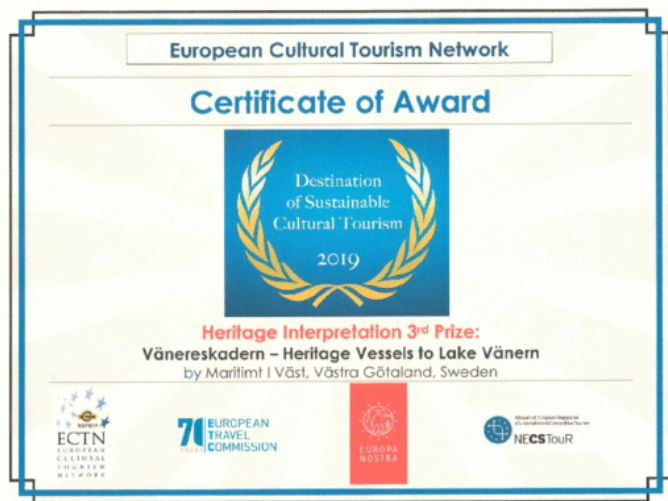 European Cultural Tourism Network
Certificate of Award
Destination
of Sustainable
Cultural Tourism
2019
Heritage Interpretation 3rd Prize:
Vänereskadern – Heritage Vessels to Lake Vänern
by Maritimt I Väst, Västra Götaland, Sweden
ECTN
EUROPEAN
CULTURAL
TOURISM
NETWORK
70 YEARS
EUROPEAN
TRAVEL
COMMISSION
EUROPA
NOSTRA
NECSTouR